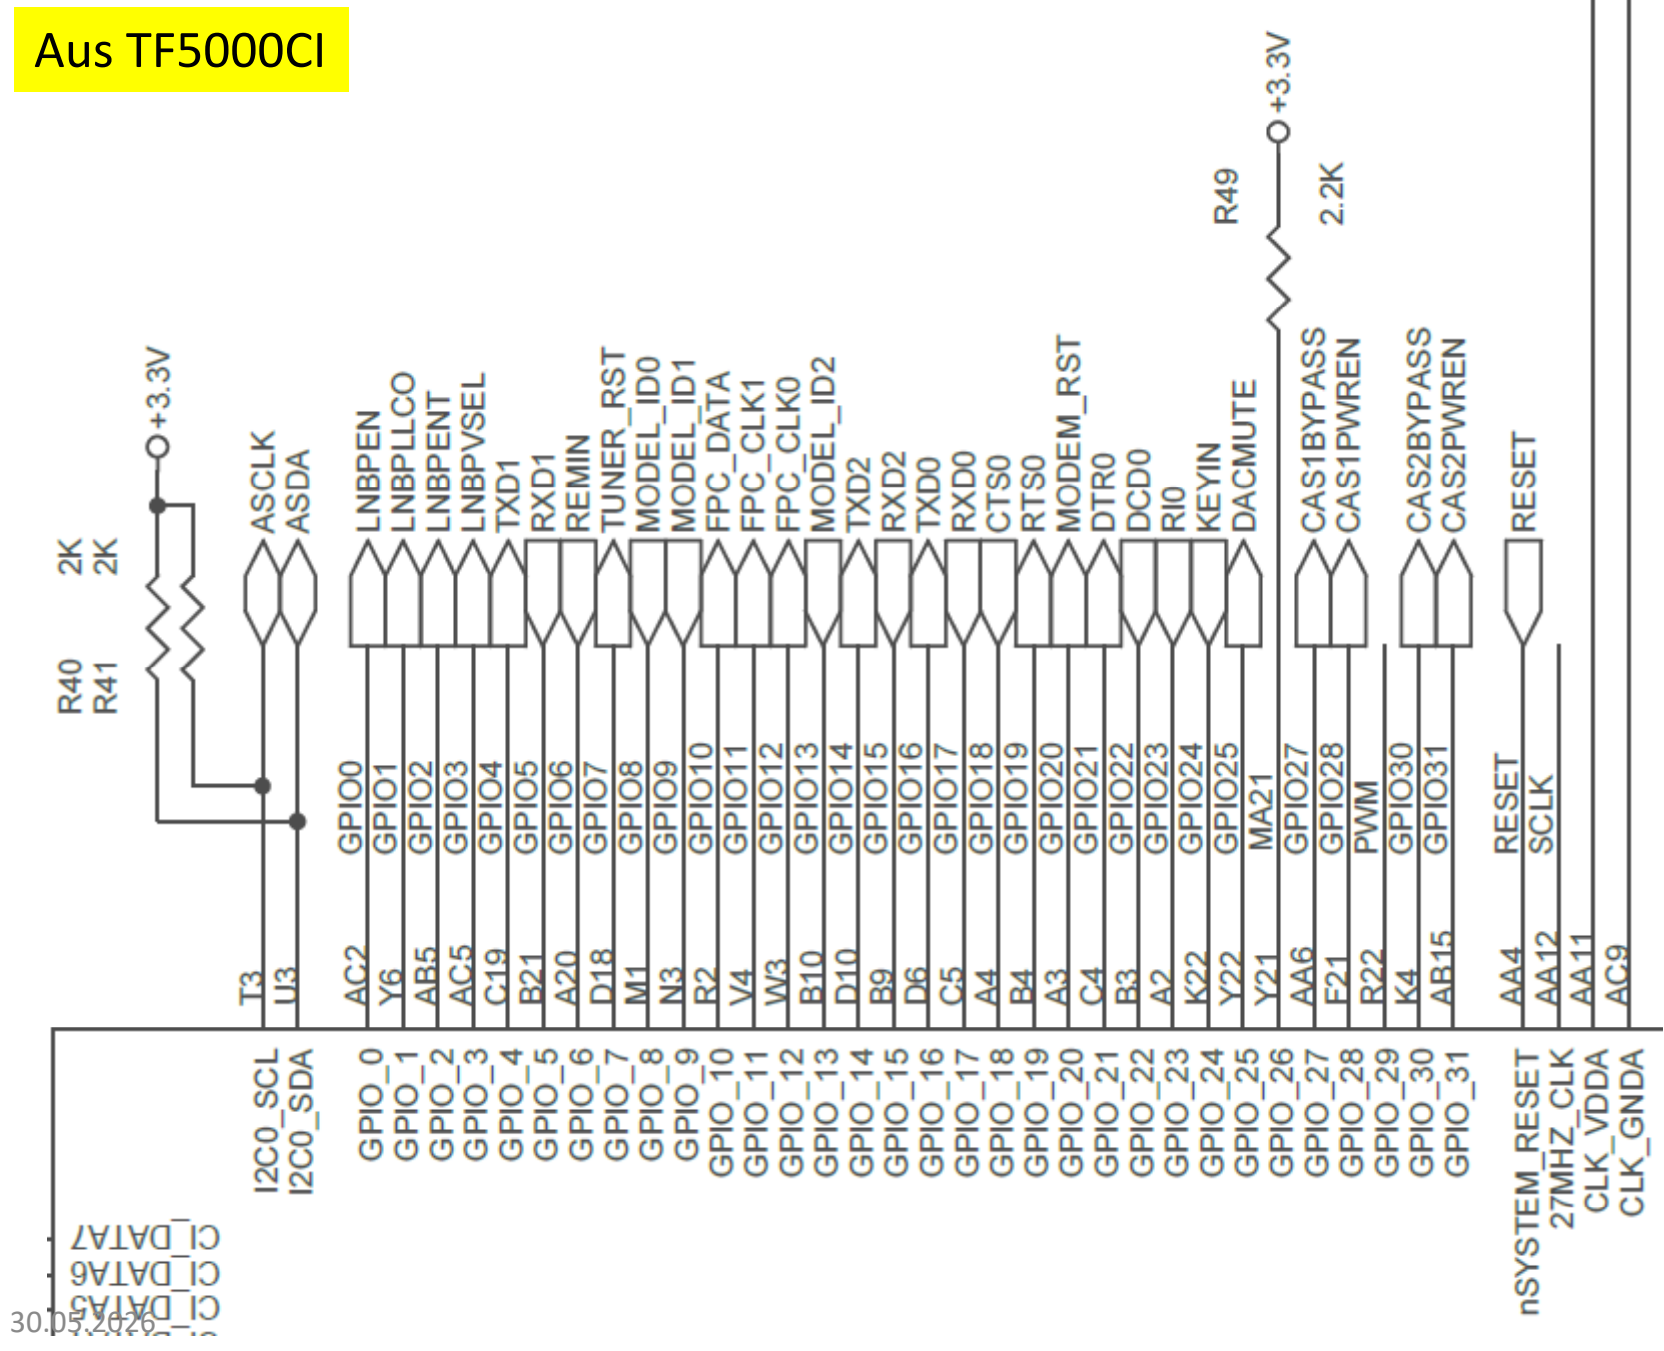 Aus TF5000CI
+3.3V
R49
2.2K
+3.3V
2K
2K
R40
R41
ASCLK
ASDA
LNBPEN
LNBPLLCO
LNBPENT
LNBPVSEL
TXD1
RXD1
REMIN
TUNER_RST
MODEL_ID0
MODEL_ID1
FPC_DATA
FPC_CLK1
FPC_CLK0
MODEL_ID2
TXD2
RXD2
TXD0
RXD0
CTS0
RTS0
MODEM_RST
DTR0
DCD0
RI0
KEYIN
DACMUTE
CAS1BYPASS
CAS1PWREN
CAS2BYPASS
CAS2PWREN
RESET
GPIO0
GPIO1
GPIO2
GPIO3
GPIO4
GPIO5
GPIO6
GPIO7
GPIO8
GPIO9
GPIO10
GPIO11
GPIO12
GPIO13
GPIO14
GPIO15
GPIO16
GPIO17
GPIO18
GPIO19
GPIO20
GPIO21
GPIO22
GPIO23
GPIO24
GPIO25
MA21
GPIO27
GPIO28
PWM
GPIO30
GPIO31
RESET
SCLK
T3
U3
AC2
Y6
AB5
AC5
C19
B21
A20
D18
M1
N3
R2
V4
W3
B10
D10
B9
D6
C5
A4
B4
A3
C4
B3
A2
K22
Y22
Y21
AA6
F21
R22
K4
AB15
AA4
AA12
AA11
AC9
I2C0_SCL
I2C0_SDA
GPIO_0
GPIO_1
GPIO_2
GPIO_3
GPIO_4
GPIO_5
GPIO_6
GPIO_7
GPIO_8
GPIO_9
GPIO_10
GPIO_11
GPIO_12
GPIO_13
GPIO_14
GPIO_15
GPIO_16
GPIO_17
GPIO_18
GPIO_19
GPIO_20
GPIO_21
GPIO_22
GPIO_23
GPIO_24
GPIO_25
GPIO_26
GPIO_27
GPIO_28
GPIO_29
GPIO_30
GPIO_31
nSYSTEM_RESET
27MHZ_CLK
CLK_VDDA
CLK_GNDA
CI_DATA7
CI_DATA6
CI_DATA5
30.05.2026